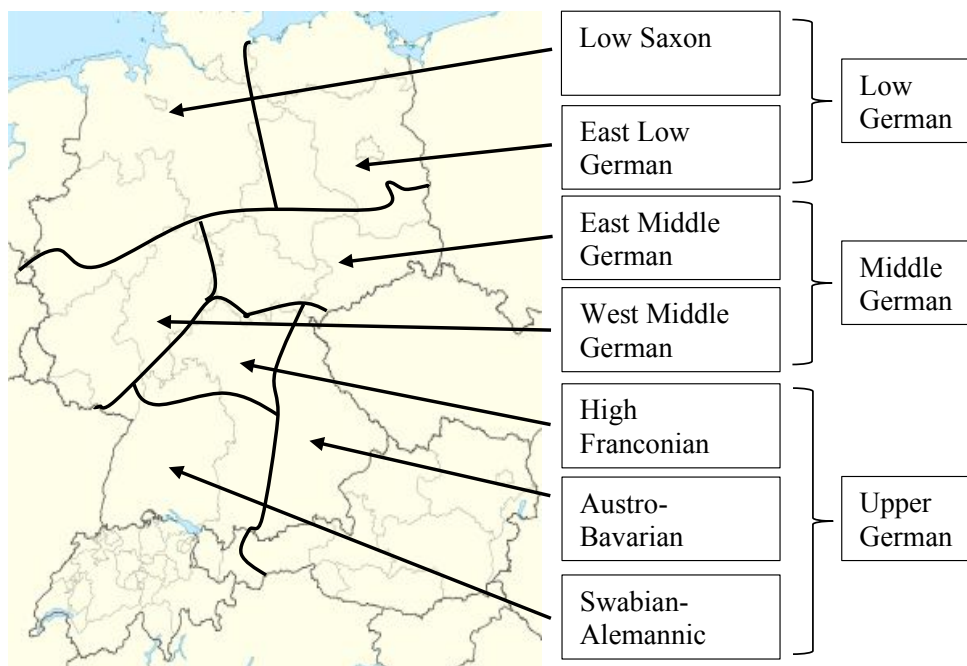 Low Saxon
East Low
German
East Middle
German
West Middle
German
High
Franconian
Austro-
Bavarian
Swabian-
Alemannic
Low
German
Middle
German
Upper
German